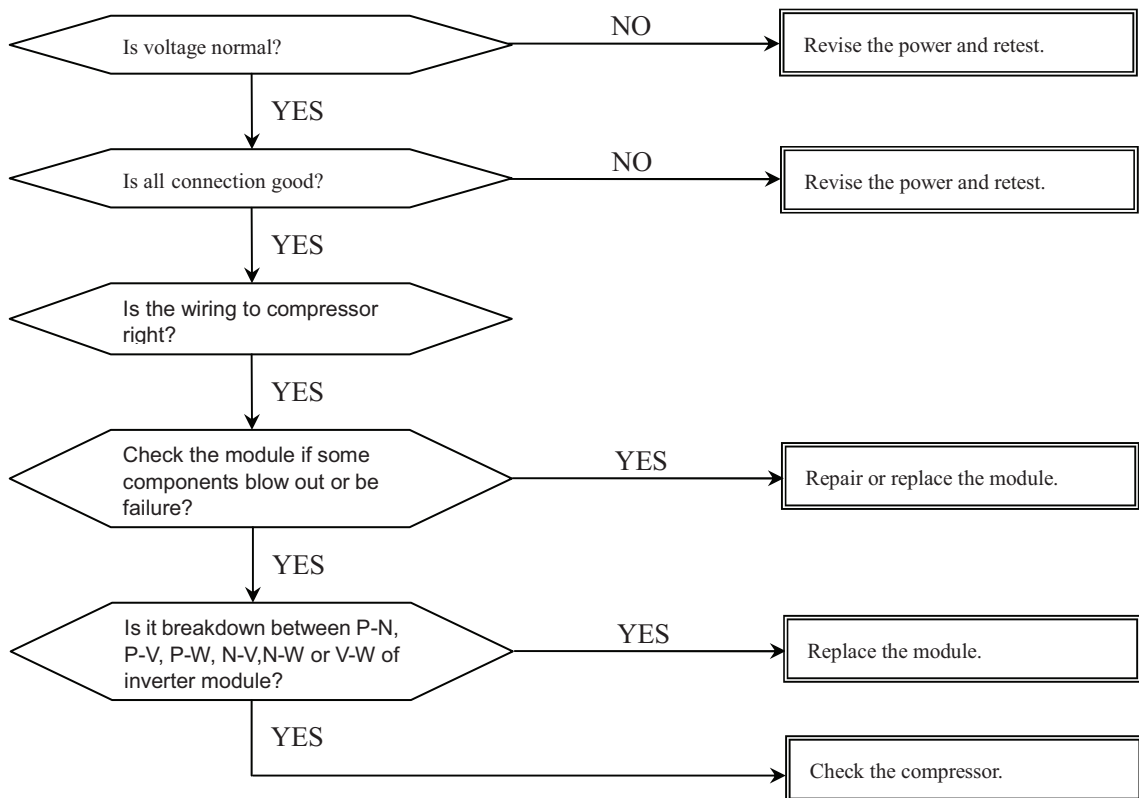 Is voltage normal?
NO
Revise the power and retest.
YES
Is all connection good?
NO
Revise the power and retest.
YES
Is the wiring to compressor
right?
YES
Check the module if some
components blow out or be
failure?
YES
Repair or replace the module.
YES
Is it breakdown between P-N,
P-V, P-W, N-V,N-W or V-W of
inverter module?
YES
Replace the module.
YES
Check the compressor.